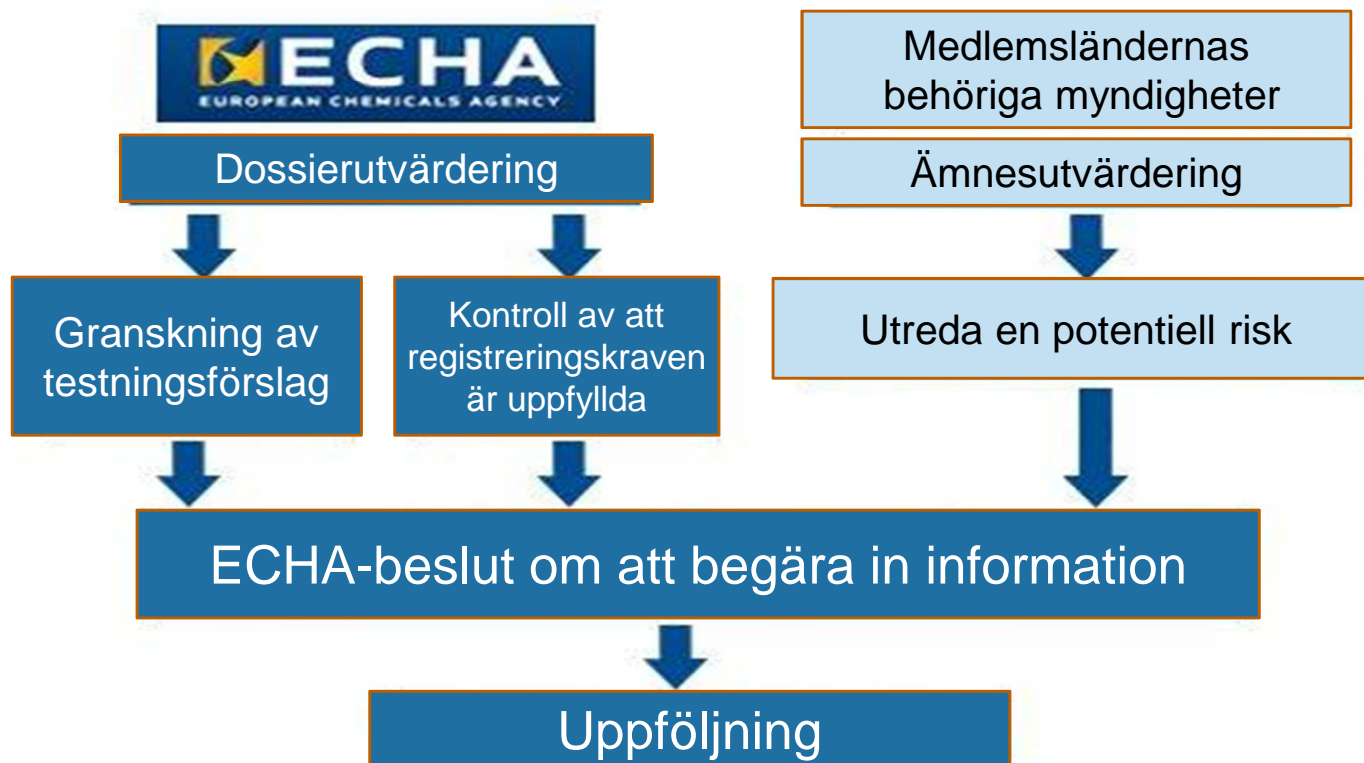 ECHA
EUROPEAN CHEMICALS AGENCY
Dossierutvärdering
Medlemsländernas
behöriga myndigheter
Ämnesutvärdering
Granskning av
testningsförslag
Kontroll av att
registreringskraven
är uppfyllda
Utreda en potentiell risk
ECHA-beslut om att begära in information
Uppföljning